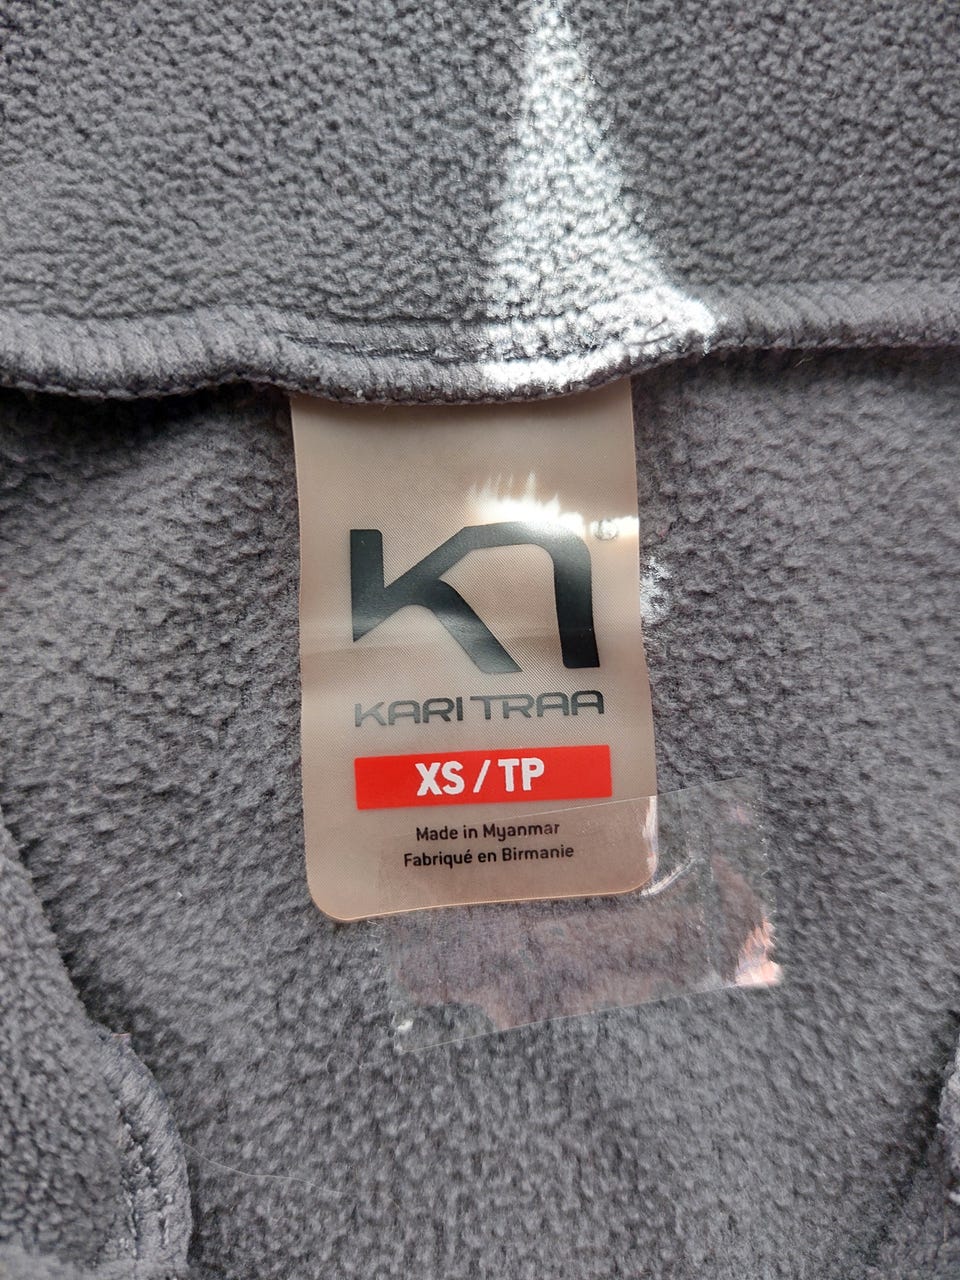 KARI TRAA
XS / TP
Made in Myanmar
Fabriqué en Birmanie